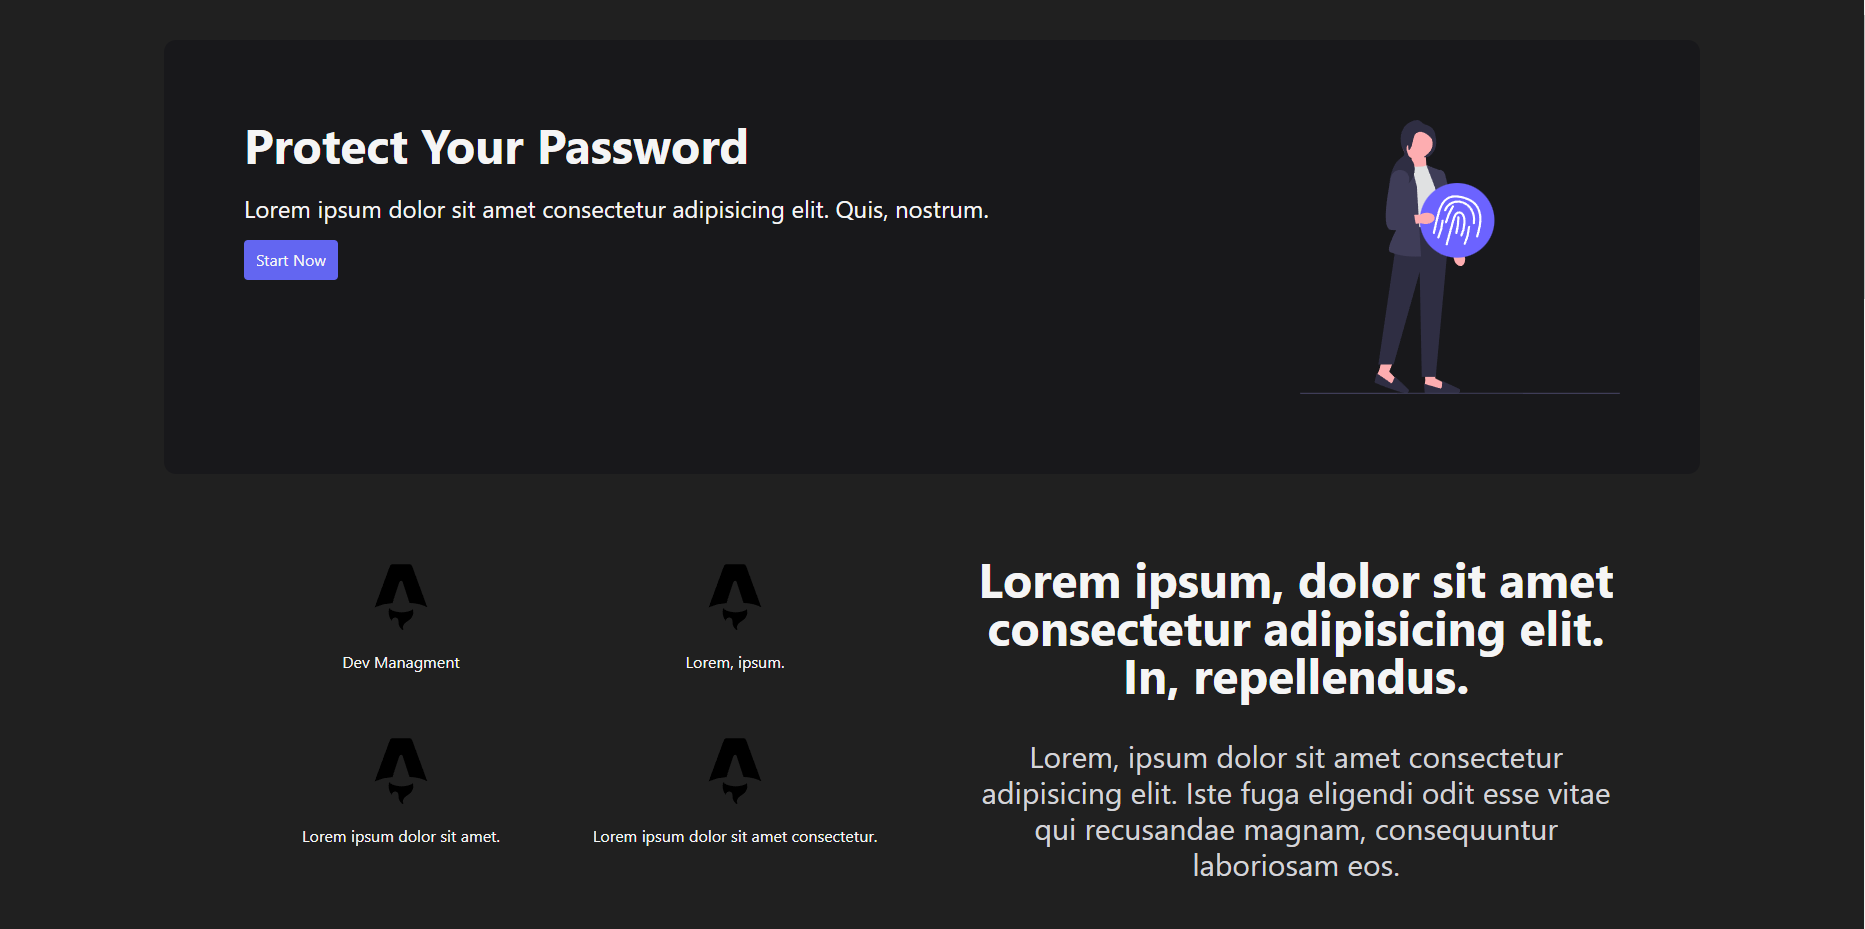 Protect Your Password
Lorem ipsum dolor sit amet consectetur adipisicing elit. Quis, nostrum.
Start Now
Dev Managment
Lorem, ipsum.
Lorem ipsum dolor sit amet.
Lorem ipsum dolor sit amet consectetur.
Lorem ipsum, dolor sit amet
consectetur adipisicing elit.
In, repellendus.
Lorem, ipsum dolor sit amet consectetur
adipisicing elit. Iste fuga eligendi odit esse vitae
qui recusandae magnam, consequuntur
laboriosam eos.